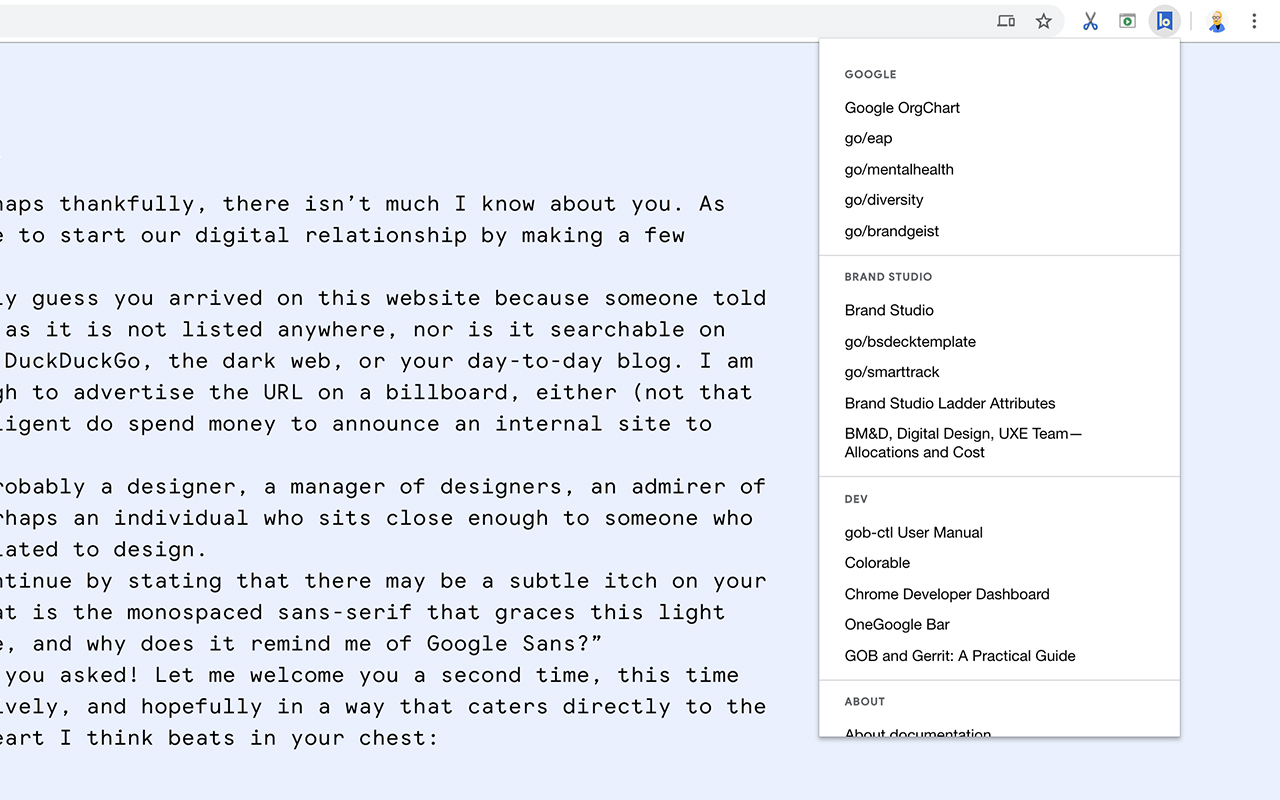 haps thankfully, there isn’t much I know about you. As
e to start our digital relationship by making a few
ly guess you arrived on this website because someone told
as it is not listed anywhere, nor is it searchable on
DuckDuckGo, the dark web, or your day-to-day blog. I am
gh to advertise the URL on a billboard, either (not that
ligent do spend money to announce an internal site to
robably a designer, a manager of designers, an admirer of
rhaps an individual who sits close enough to someone who
lated to design.
ntinue by stating that there may be a subtle itch on your
at is the monospaced sans-serif that graces this light
e, and why does it remind me of Google Sans?”
you asked! Let me welcome you a second time, this time
ively, and hopefully in a way that caters directly to the
eart I think beats in your chest:
GOOGLE
Google OrgChart
go/eap
go/mentalhealth
go/diversity
go/brandgeist
BRAND STUDIO
Brand Studio
go/bsdecktemplate
go/smarttrack
Brand Studio Ladder Attributes
BM&D, Digital Design, UXE Team—
Allocations and Cost
DEV
gob-ctl User Manual
Colorable
Chrome Developer Dashboard
OneGoogle Bar
GOB and Gerrit: A Practical Guide
ABOUT
About documentation